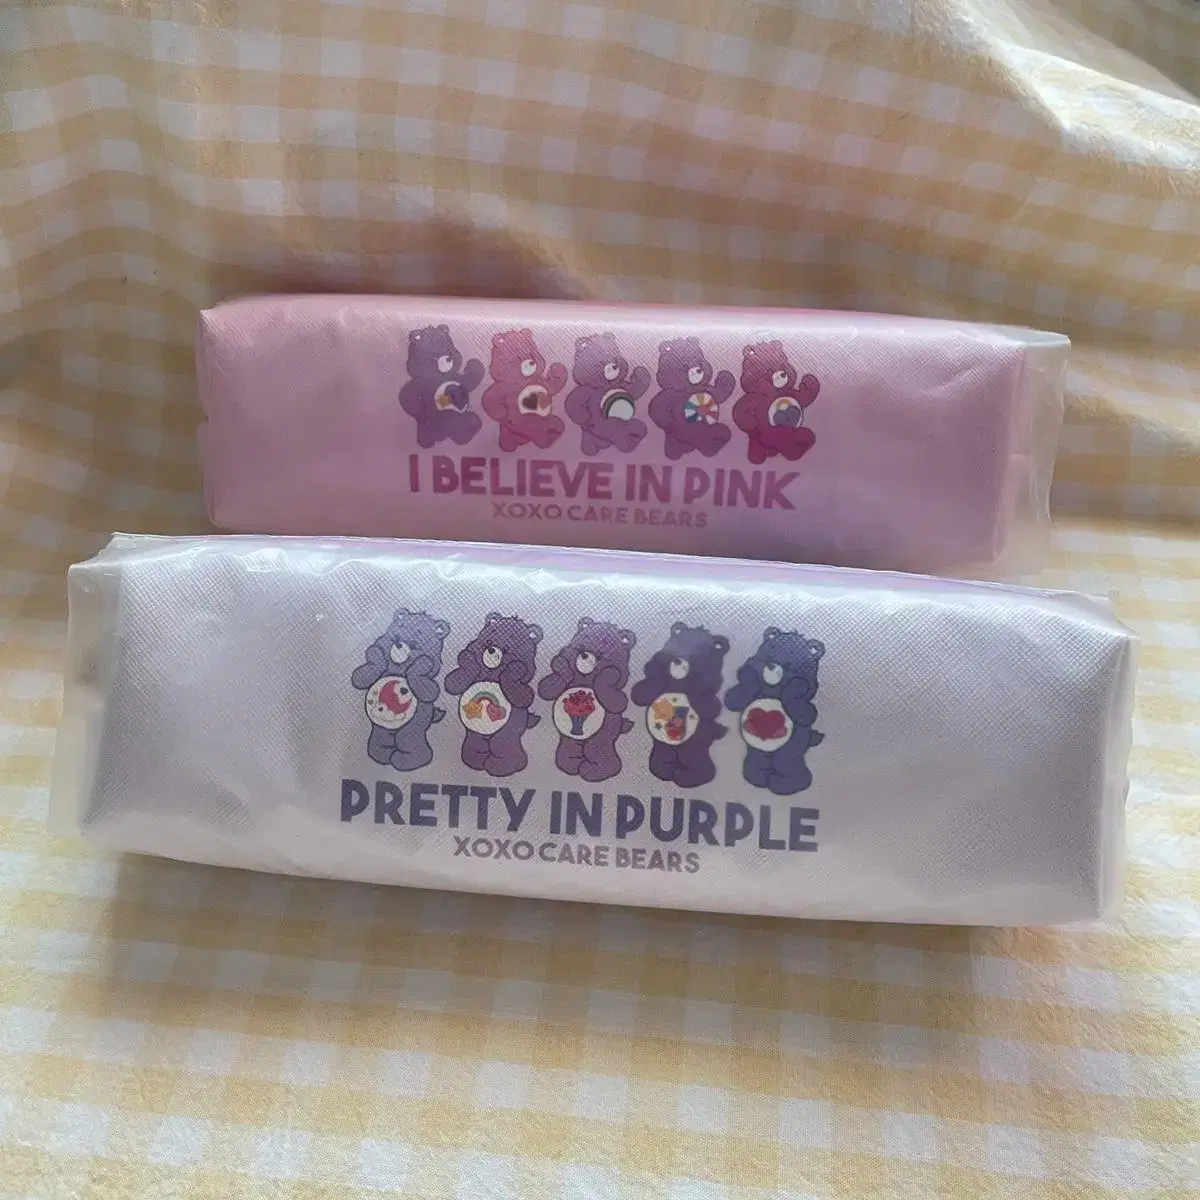 I BELIEVE IN PINK
XOXO CARE BEARS
PRETTY IN PURPLE
XOXO CARE BEARS